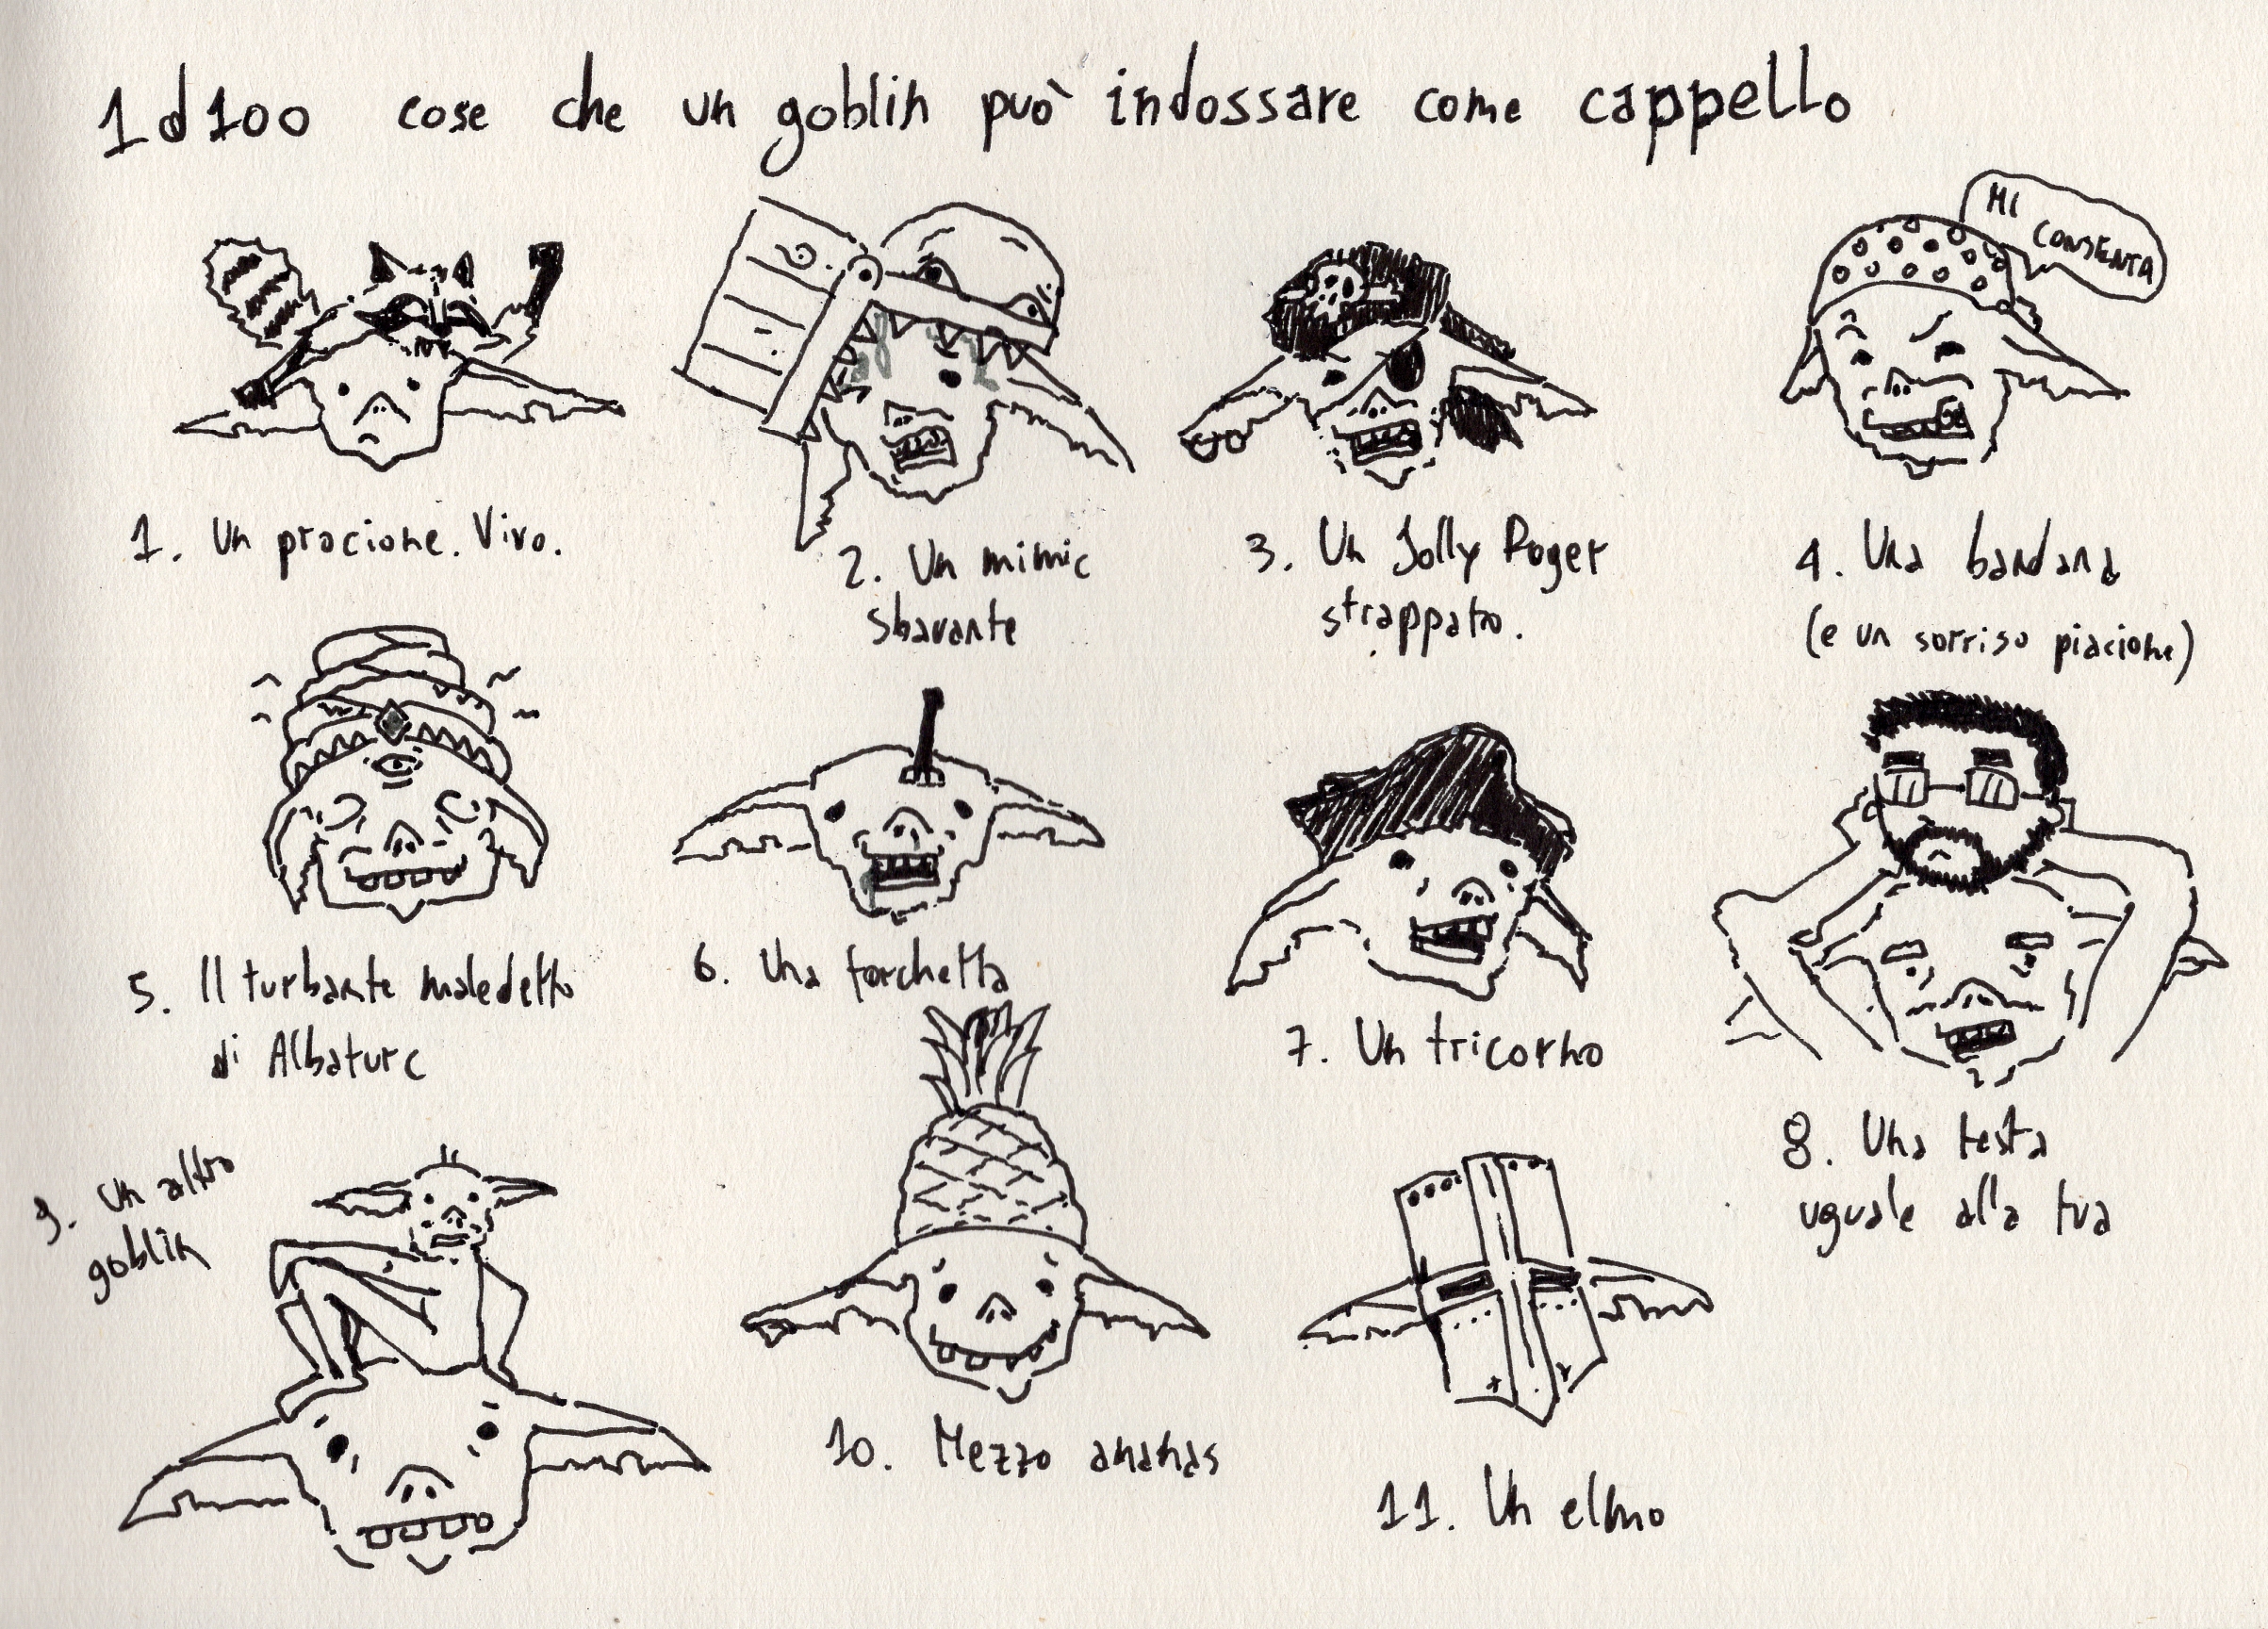 1d100 cose che un goblin può indossare come cappello
MI
CONSENTA
1. Un procione. Vivo.
2. Un mimic
sbavante
3. Un Jolly Roger
strappato.
4. Una bandana
(e un sorriso piacione)
5. Il turbante maledetto
di Albaturc
6. Una forchetta
7. Un tricorno
8. Una testa
uguale alla tua
9. un altro
goblin
10. Mezzo ananas
11. Un elmo